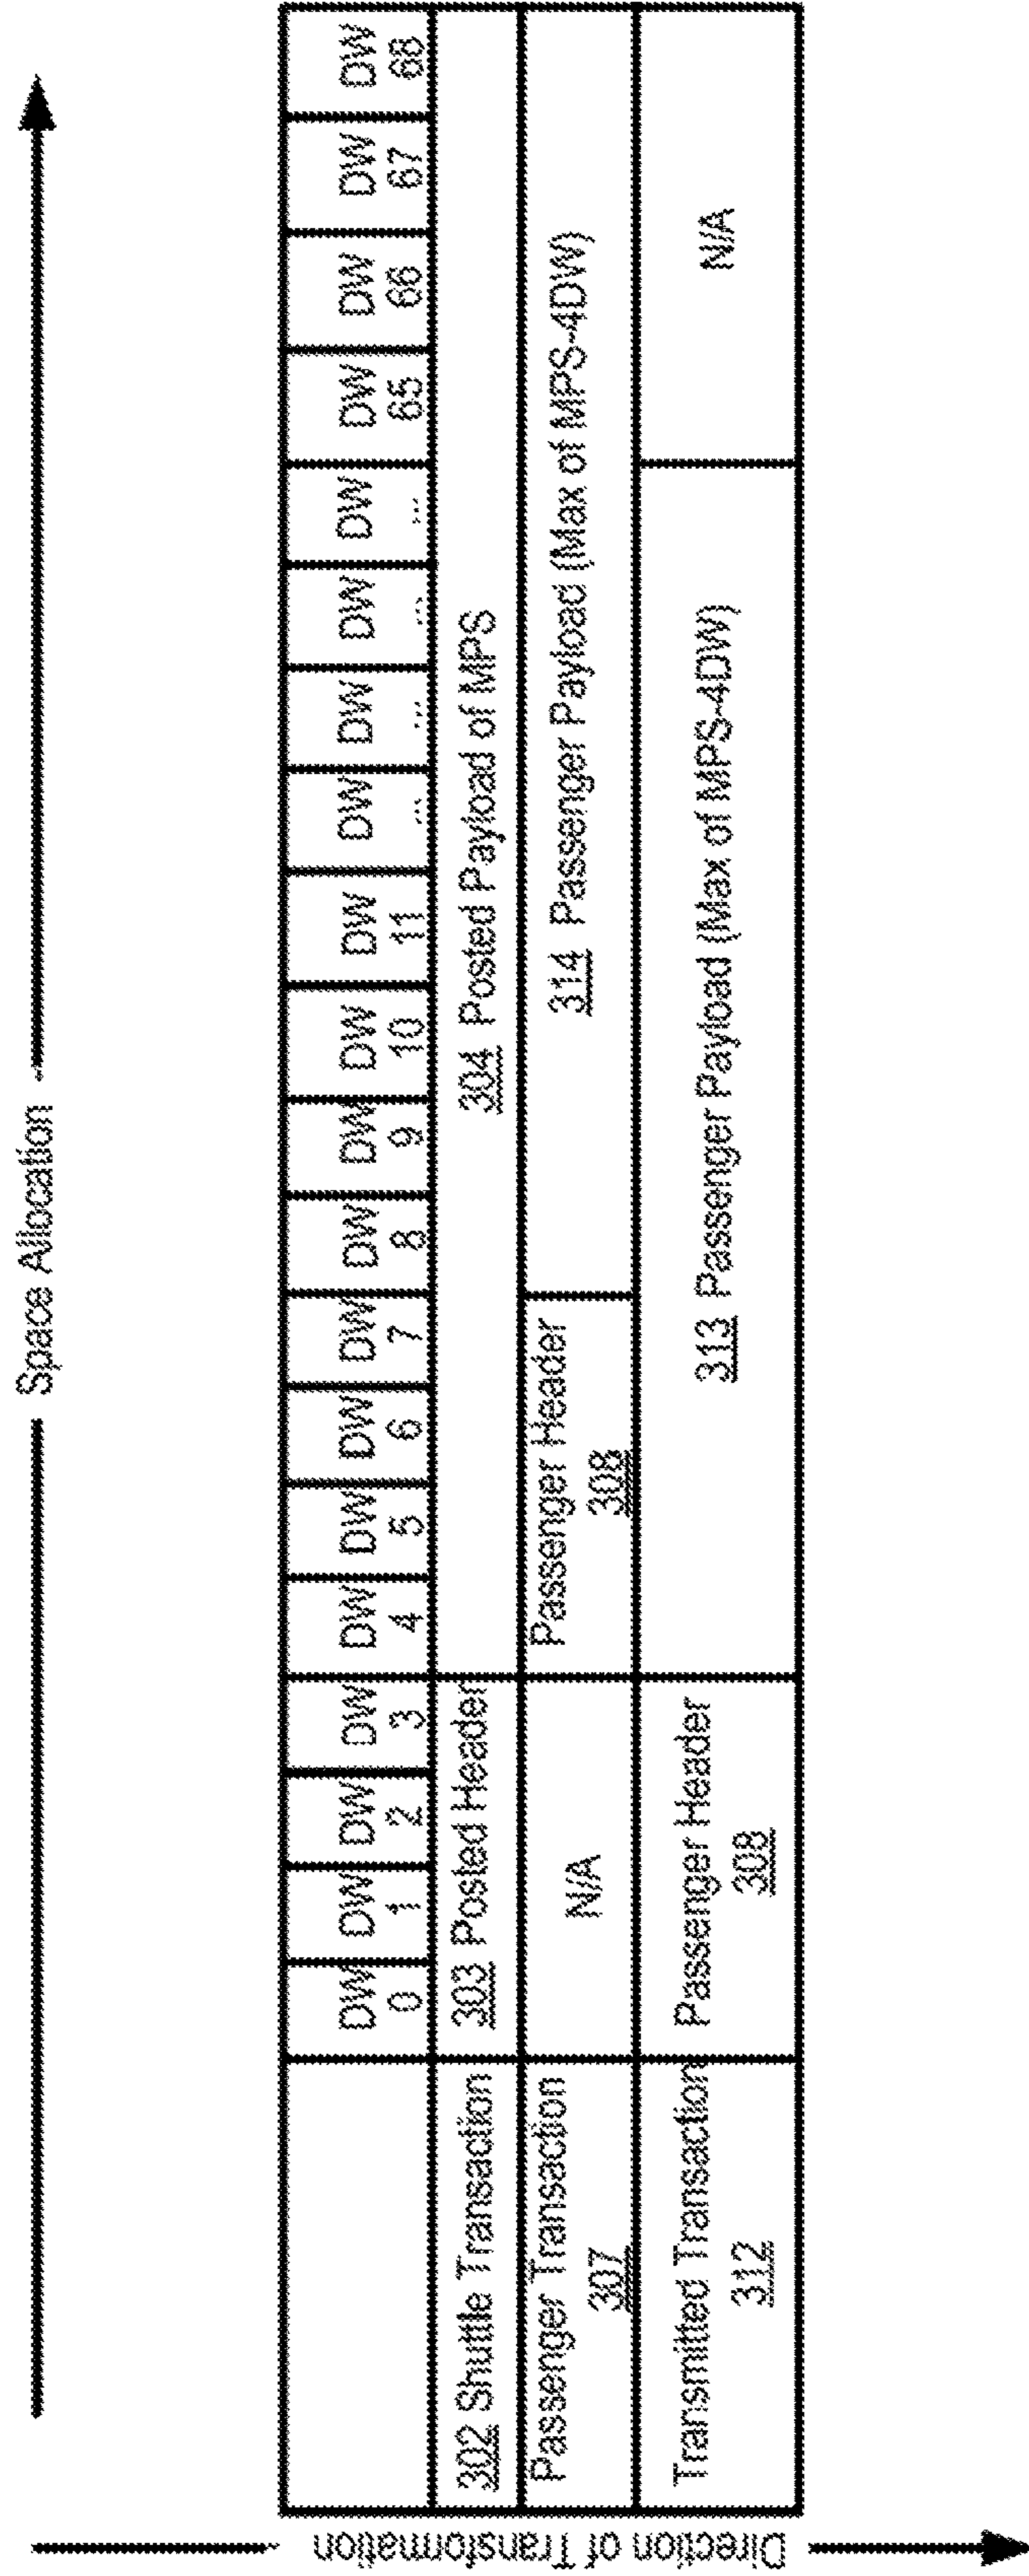 Space Allocation
Direction of Transformation
DW 0
DW 1
DW 2
DW 3
DW 4
DW 5
DW 6
DW 7
DW 8
DW 9
DW 10
DW 11
DW ...
DW ...
DW ...
DW ...
DW 65
DW 66
DW 67
DW 68
302 Shuttle Transaction
303 Posted Header
304 Posted Payload of MPS
Passenger Transaction
307
N/A
Passenger Header
308
314 Passenger Payload (Max of MPS-4DW)
Transmitted Transaction
312
Passenger Header
308
313 Passenger Payload (Max of MPS-4DW)
N/A